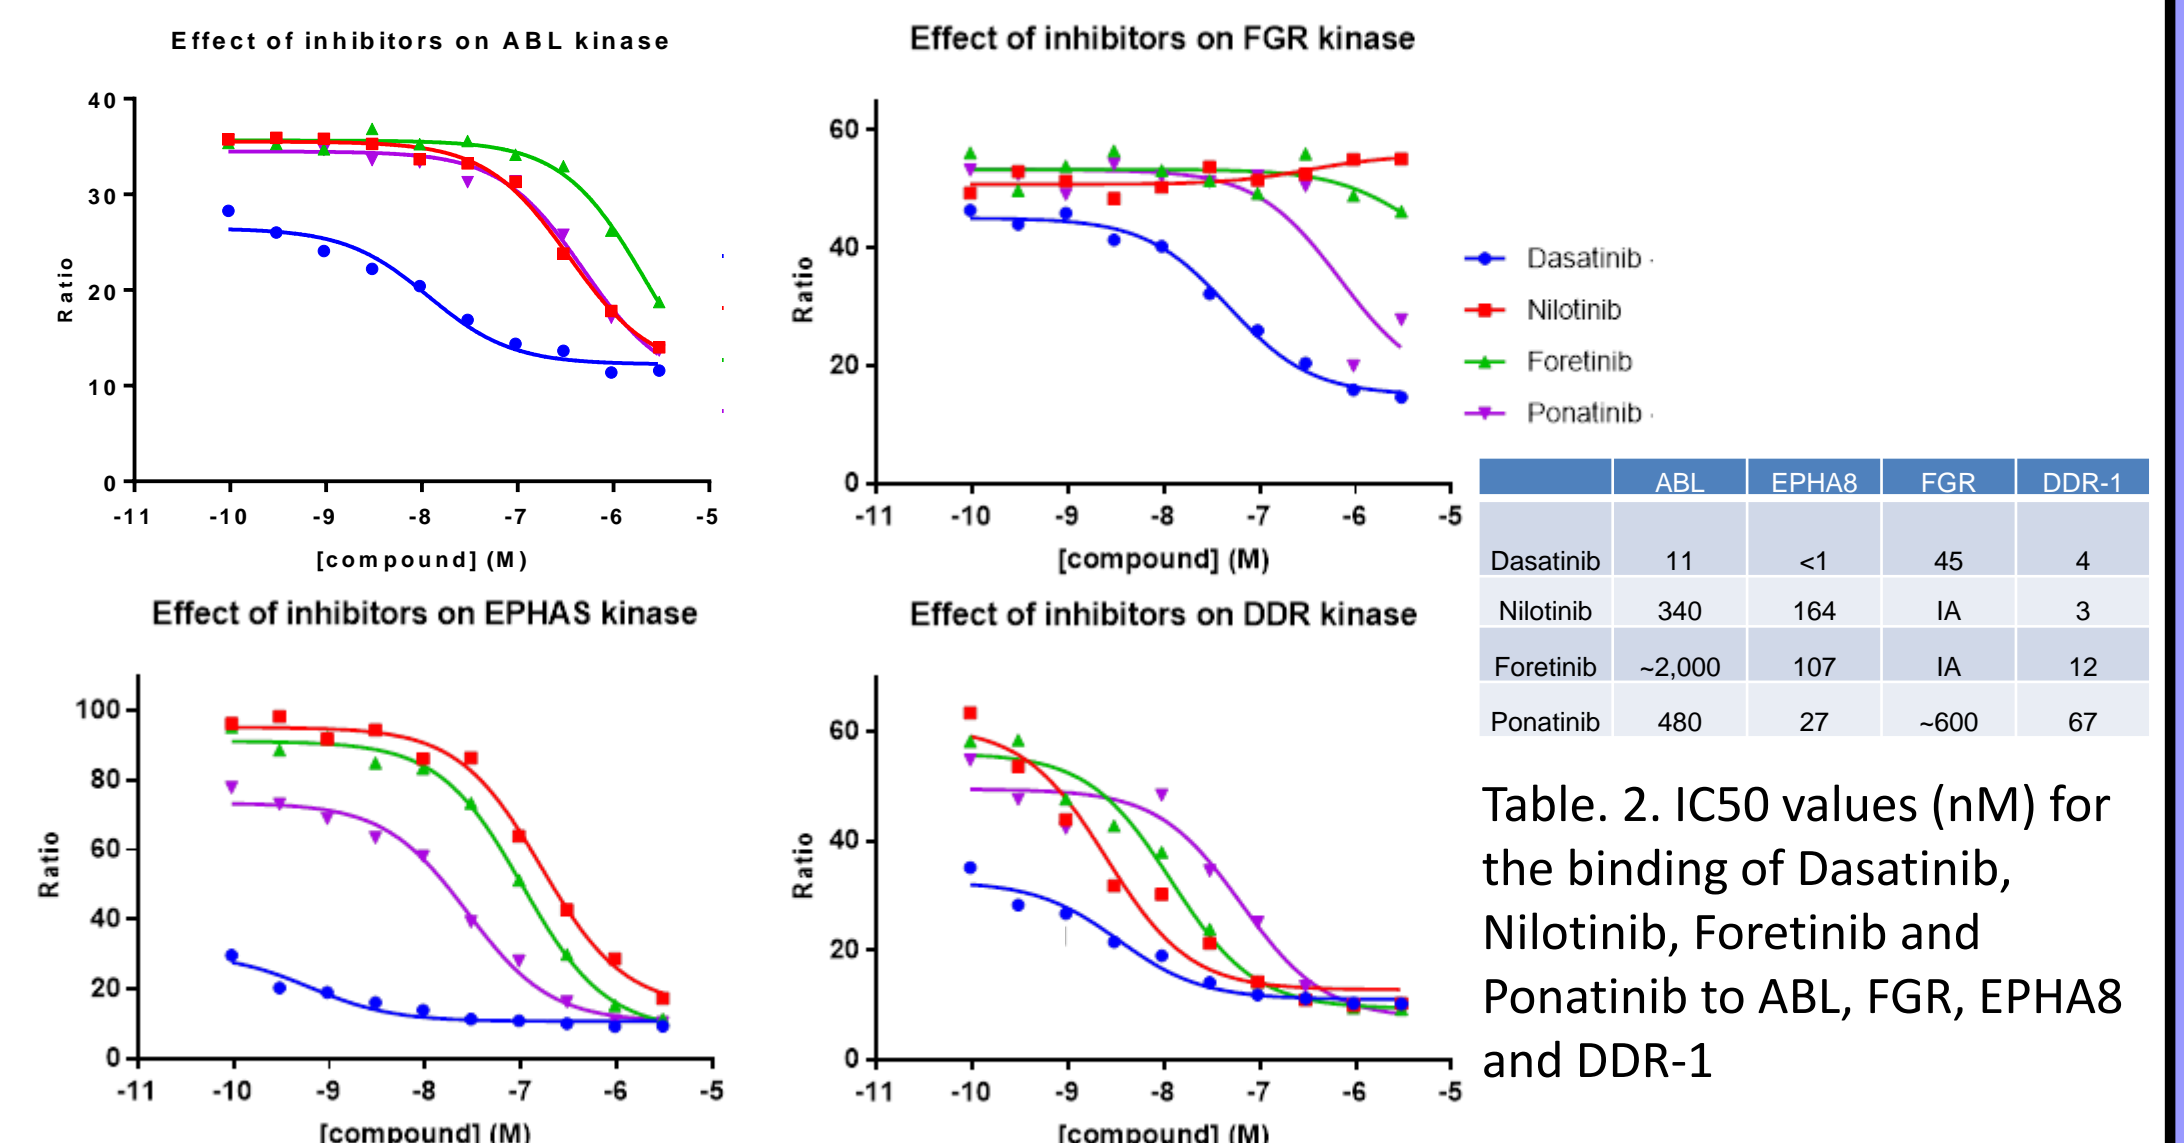 Effect of inhibitors on ABL kinase
40
30
20
10
0
Ratio
-11 -10 -9 -8 -7 -6 -5
[compound] (M)
Effect of inhibitors on FGR kinase
60
40
20
0
Ratio
-11 -10 -9 -8 -7 -6 -5
[compound] (M)
Dasatinib
Nilotinib
Foretinib
Ponatinib
Effect of inhibitors on EPHAS kinase
100
80
60
40
20
0
Ratio
-11 -10 -9 -8 -7 -6 -5
[compound] (M)
Effect of inhibitors on DDR kinase
60
40
20
0
Ratio
-11 -10 -9 -8 -7 -6 -5
[compound] (M)
ABL EPHA8 FGR DDR-1
Dasatinib 11 <1 45 4
Nilotinib 340 164 IA 3
Foretinib ~2,000 107 IA 12
Ponatinib 480 27 ~600 67
Table. 2. IC50 values (nM) for
the binding of Dasatinib,
Nilotinib, Foretinib and
Ponatinib to ABL, FGR, EPHA8
and DDR-1